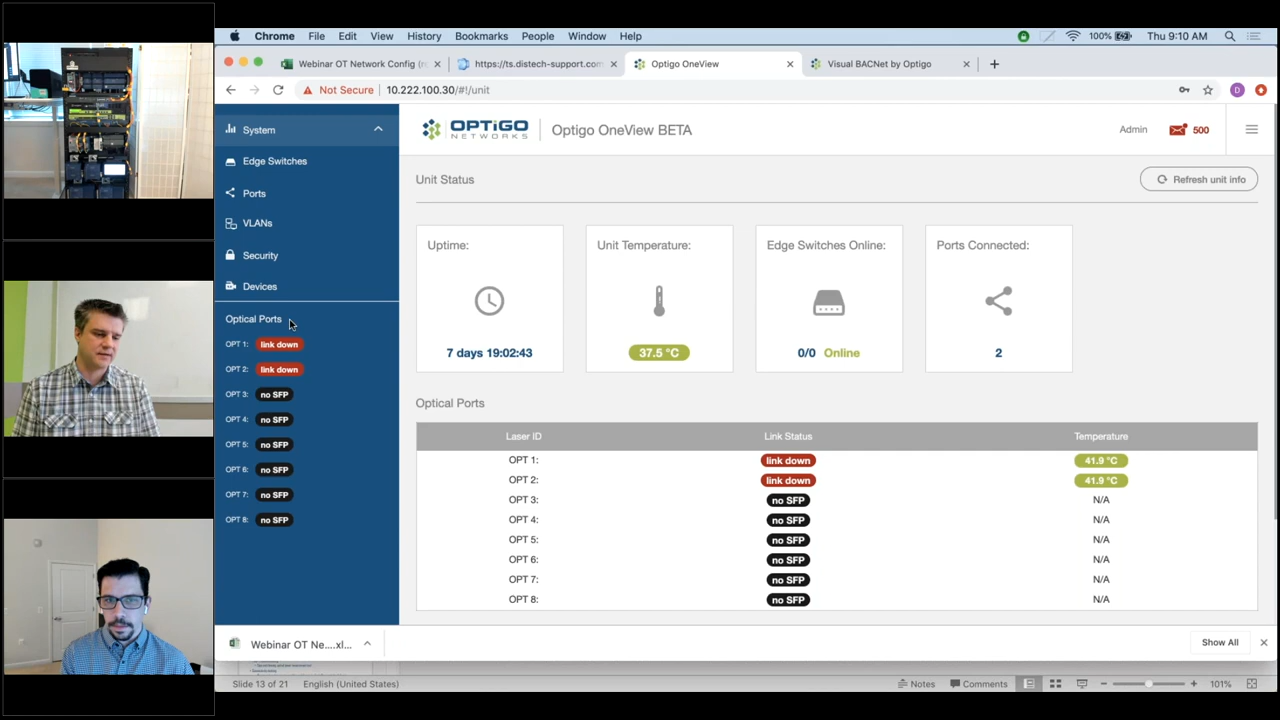 Chrome File Edit View History Bookmarks People Window Help 100% Thu 9:10 AM
Webinar OT Network Config (r × https://ts.distech-support.com × Optigo OneView × Visual BACNet by Optigo × +
Not Secure 10.222.100.30/#!/unit D
System
Edge Switches
Ports
VLANs
Security
Devices
Optical Ports
OPT 1: link down
OPT 2: link down
OPT 3: no SFP
OPT 4: no SFP
OPT 5: no SFP
OPT 6: no SFP
OPT 7: no SFP
OPT 8: no SFP
OPTIGO NETWORKS Optigo OneView BETA Admin 500
Unit Status Refresh unit info
Uptime: Unit Temperature: Edge Switches Online: Ports Connected:
7 days 19:02:43 37.5 °C 0/0 Online 2
Optical Ports
Laser ID Link Status Temperature
OPT 1: link down 41.9 °C
OPT 2: link down 41.9 °C
OPT 3: no SFP N/A
OPT 4: no SFP N/A
OPT 5: no SFP N/A
OPT 6: no SFP N/A
OPT 7: no SFP N/A
OPT 8: no SFP N/A
Webinar OT Ne....xl... Show All
Slide 13 of 21 English (United States) Notes Comments 101%